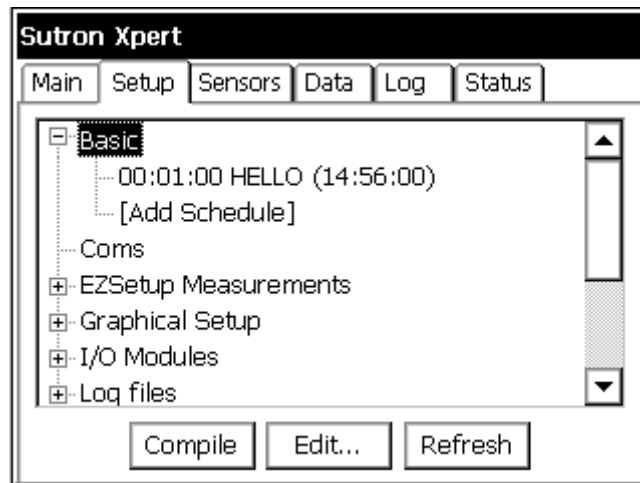 Sutron Xpert
Main Setup Sensors Data Log Status
Basic
00:01:00 HELLO (14:56:00)
[Add Schedule]
Coms
EZSetup Measurements
Graphical Setup
I/O Modules
Log files
Compile Edit... Refresh